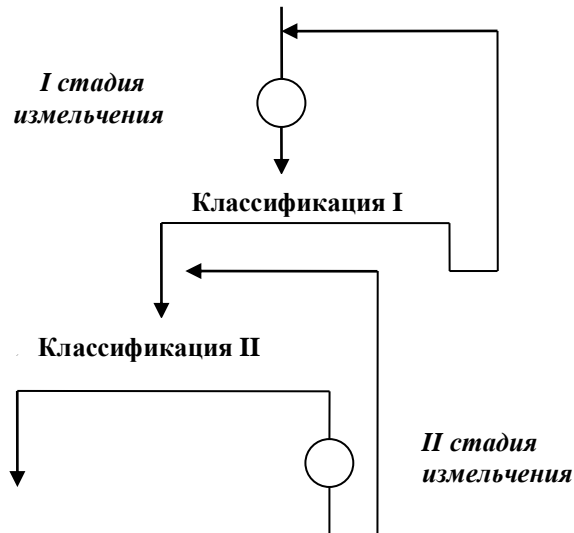 I стадия
измельчения
Классификация I
Классификация II
II стадия
измельчения